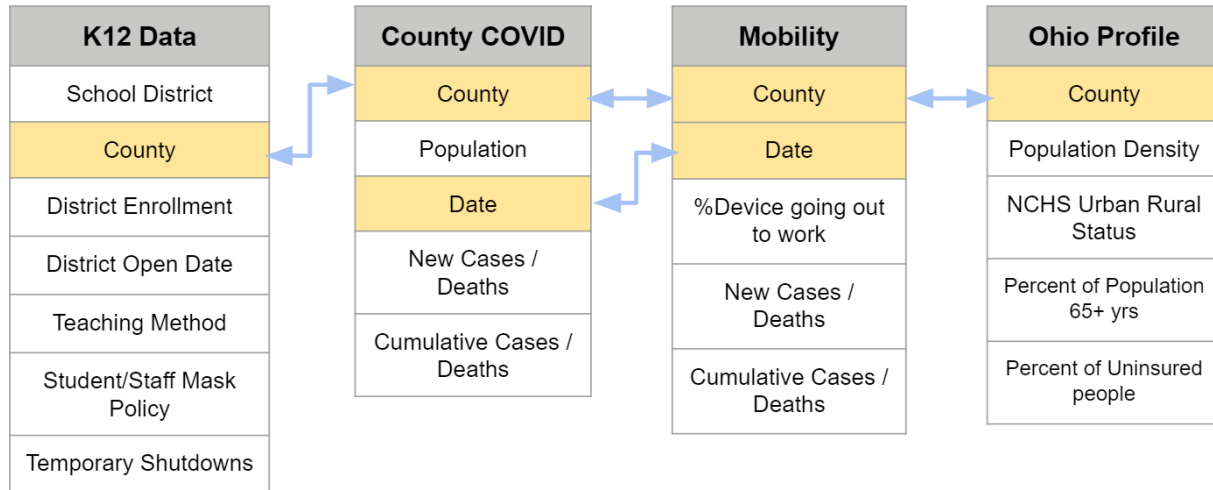 K12 Data
School District
County
District Enrollment
District Open Date
Teaching Method
Student/Staff Mask
Policy
Temporary Shutdowns
County COVID
County
Population
Date
New Cases /
Deaths
Cumulative Cases /
Deaths
Mobility
County
Date
%Device going out
to work
New Cases /
Deaths
Cumulative Cases /
Deaths
Ohio Profile
County
Population Density
NCHS Urban Rural
Status
Percent of Population
65+ yrs
Percent of Uninsured
people